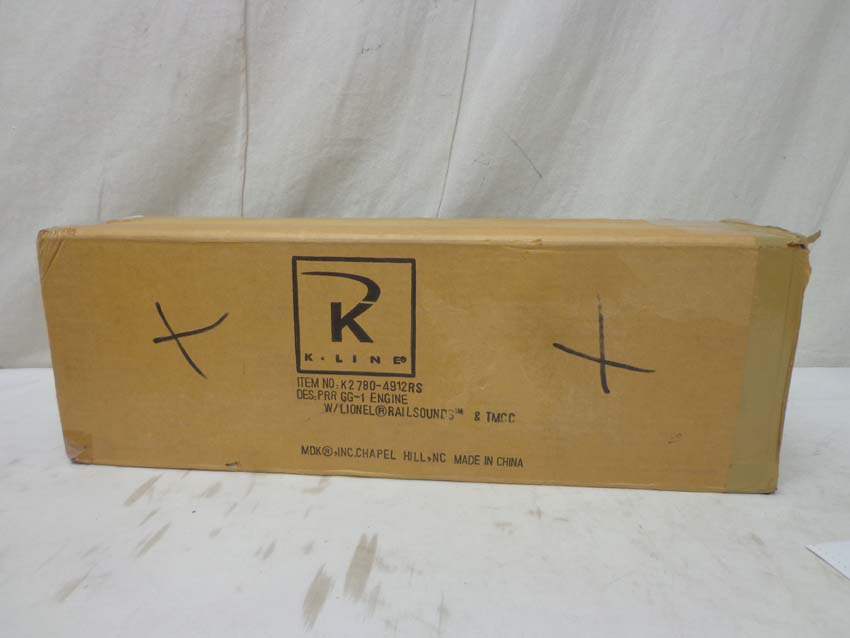 K
K-LINE®
ITEM NO:K2780-4912RS
DES:PRR GG-1 ENGINE
W/LIONEL®RAILSOUNDS™ & TMCC
MDK®,INC.CHAPEL HILL,NC MADE IN CHINA